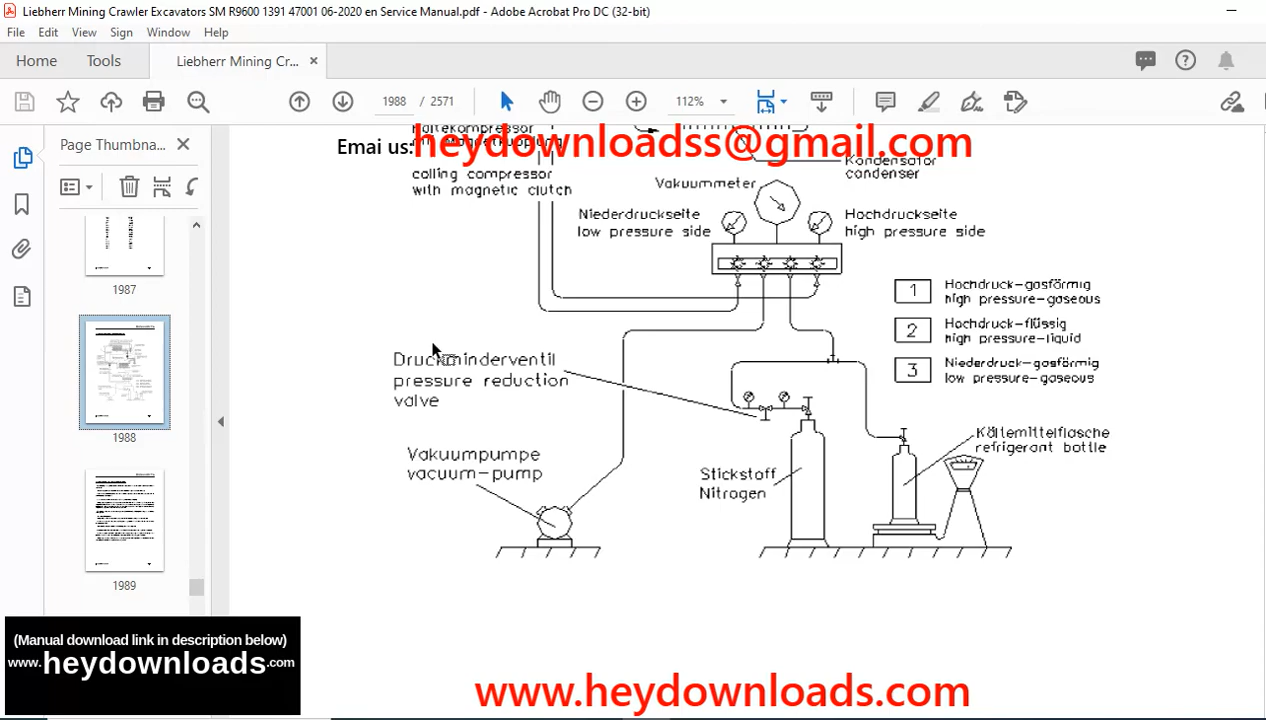 Liebherr Mining Crawler Excavators SM R9600 1391 47001 06-2020 en Service Manual.pdf - Adobe Acrobat Pro DC (32-bit)
File Edit View Sign Window Help
Home Tools Liebherr Mining Cr... ×
1988 / 2571 112%
Page Thumbna...
1987
1988
1989
Kältekompressor
Emai us:heydownloadss@gmail.com
colling compressor
with magnetic clutch
Kondensator
condenser
Vakuummeter
Niederdruckseite
low pressure side
Hochdruckseite
high pressure side
1 Hochdruck-gasförmig
high pressure-gaseous
2 Hochdruck-flüssig
high pressure-liquid
3 Niederdruck-gasförmig
low pressure-gaseous
Druckminderventil
pressure reduction
valve
Vakuumpumpe
vacuum-pump
Stickstoff
Nitrogen
Kältemittelflasche
refrigerant bottle
(Manual download link in description below)
www.heydownloads.com
www.heydownloads.com